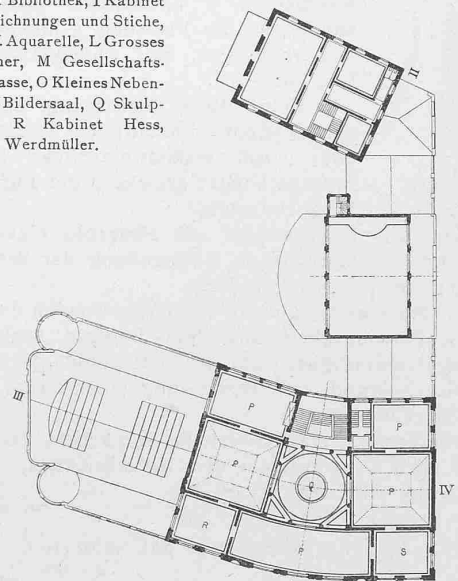 Bibliothek, I Kabinet
ichnungen und Stiche,
Aquarelle, L Grosses
ner, M Gesellschafts-
asse, O Kleines Neben-
Bildersaal, Q Skulp-
R Kabinet Hess,
Werdmüller.
II
III
P
P
P
Q
P
IV
R
P
S